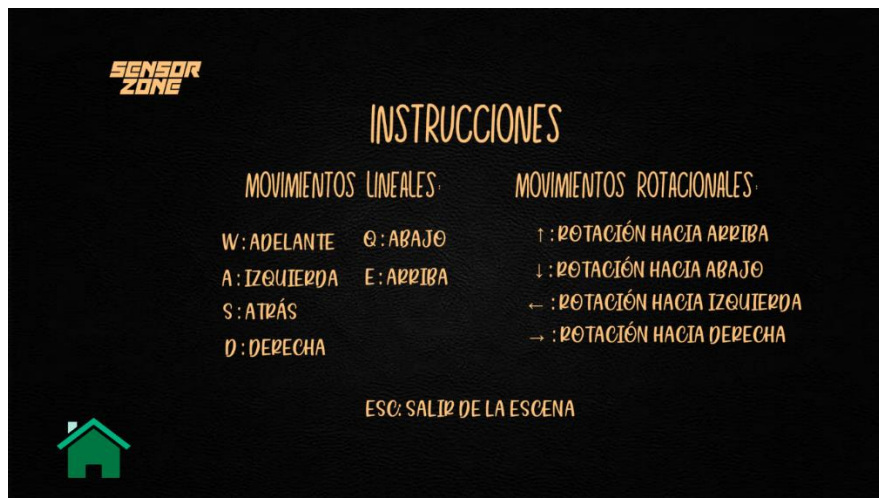 SENSOR
ZONE
INSTRUCCIONES
MOVIMIENTOS LINEALES:
W: ADELANTE
A: IZQUIERDA
S: ATRÁS
D: DERECHA
Q: ABAJO
E: ARRIBA
MOVIMIENTOS ROTACIONALES:
↑: ROTACIÓN HACIA ARRIBA
↓: ROTACIÓN HACIA ABAJO
←: ROTACIÓN HACIA IZQUIERDA
→: ROTACIÓN HACIA DERECHA
ESC: SALIR DE LA ESCENA